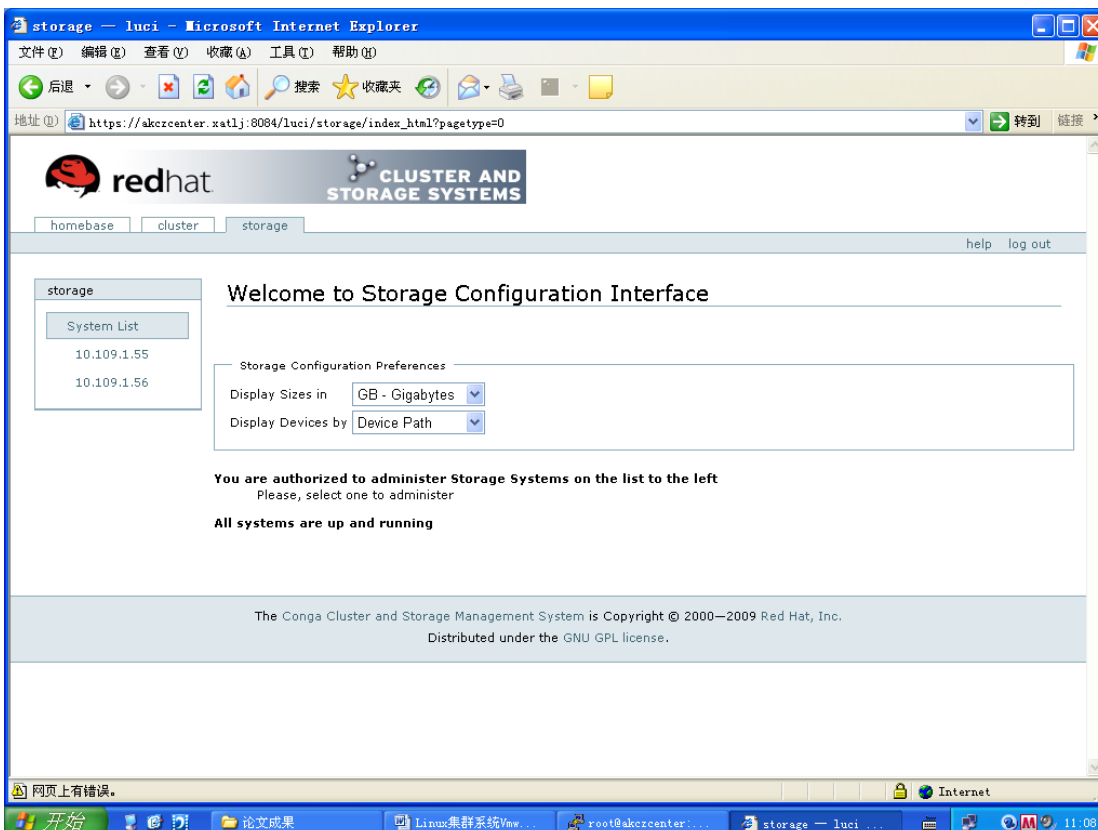 storage — luci - Microsoft Internet Explorer
文件(F) 编辑(E) 查看(V) 收藏(A) 工具(T) 帮助(H)
后退 搜索 收藏夹
地址(D) https://akczcenter.xatlj:8084/luci/storage/index_html?pagetype=0 转到 链接
redhat. CLUSTER AND
STORAGE SYSTEMS
homebase cluster storage
help log out
storage
System List
10.109.1.55
10.109.1.56
Welcome to Storage Configuration Interface
Storage Configuration Preferences
Display Sizes in GB - Gigabytes
Display Devices by Device Path
You are authorized to administer Storage Systems on the list to the left
Please, select one to administer
All systems are up and running
The Conga Cluster and Storage Management System is Copyright © 2000—2009 Red Hat, Inc.
Distributed under the GNU GPL license.
网页上有错误。 Internet
开始 论文成果 Linux集群系统Vmw... root@akczcenter:... storage — luci ... 11:08